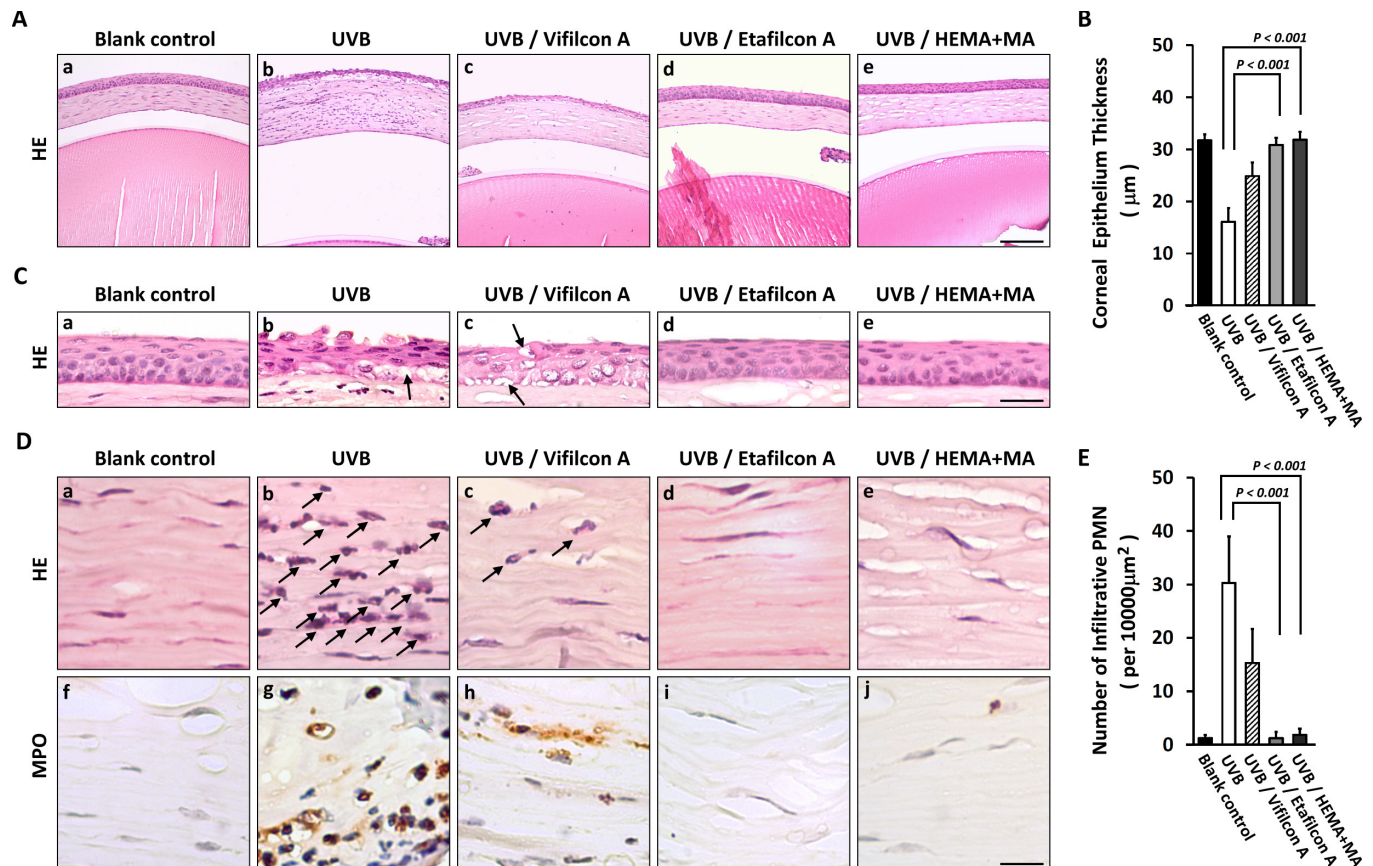 A
Blank control
UVB
UVB / Vifilcon A
UVB / Etafilcon A
UVB / HEMA+MA
HE
a
b
c
d
e
B
P < 0.001
P < 0.001
Corneal Epithelium Thickness
( μm )
50
40
30
20
10
0
Blank control
UVB
UVB / Vifilcon A
UVB / Etafilcon A
UVB / HEMA+MA
C
Blank control
UVB
UVB / Vifilcon A
UVB / Etafilcon A
UVB / HEMA+MA
HE
a
b
c
d
e
D
Blank control
UVB
UVB / Vifilcon A
UVB / Etafilcon A
UVB / HEMA+MA
HE
a
b
c
d
e
MPO
f
g
h
i
j
E
P < 0.001
P < 0.001
Number of Infiltrative PMN
( per 10000μm²)
50
40
30
20
10
0
Blank control
UVB
UVB / Vifilcon A
UVB / Etafilcon A
UVB / HEMA+MA